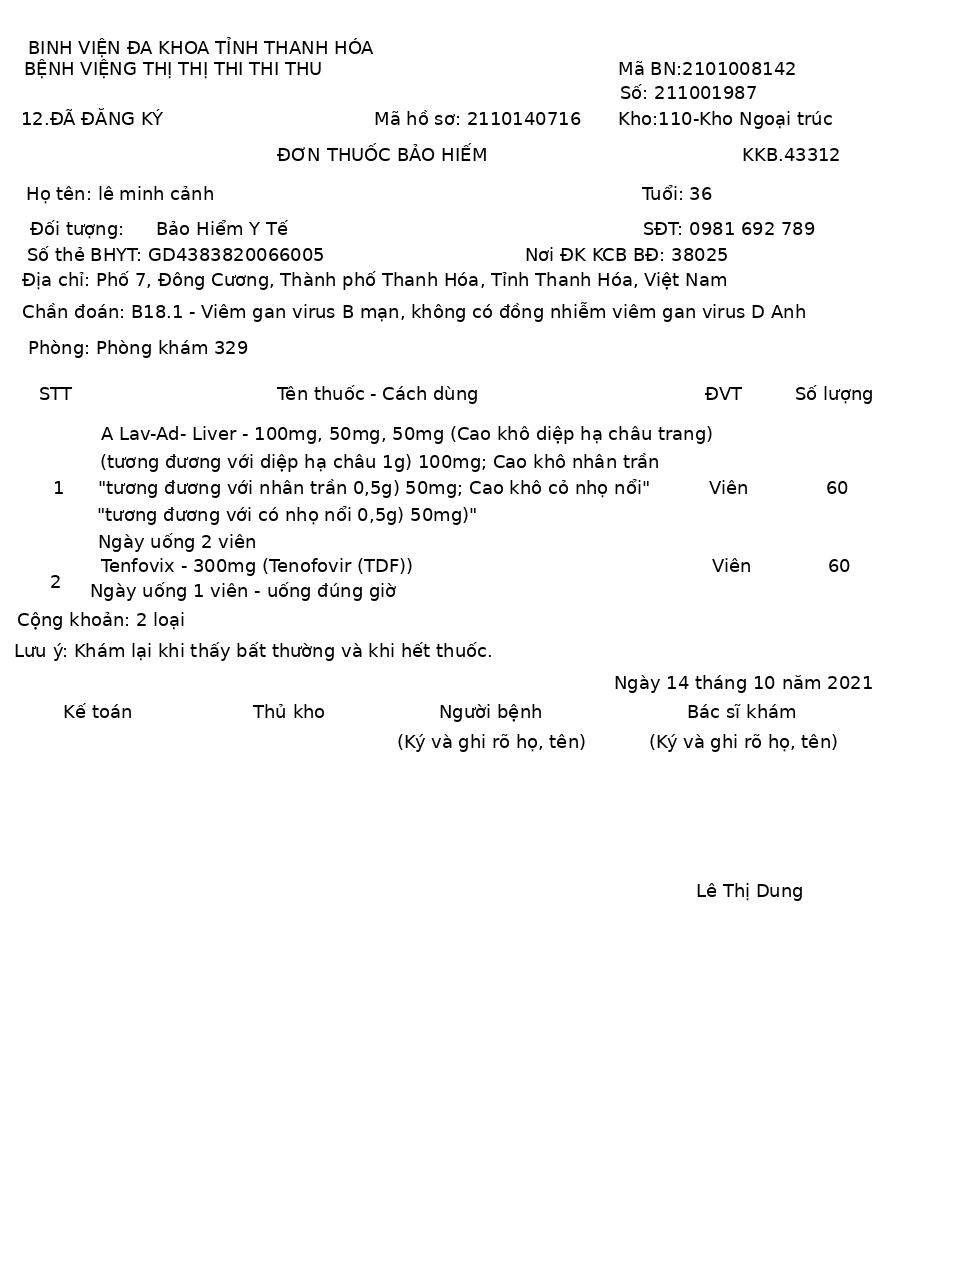 BINH VIỆN ĐA KHOA TỈNH THANH HÓA
BỆNH VIỆNG THỊ THỊ THI THI THU Mã BN:2101008142
Số: 211001987
12.ĐÃ ĐĂNG KÝ Mã hồ sơ: 2110140716 Kho:110-Kho Ngoại trúc
ĐƠN THUỐC BẢO HIẾM KKB.43312
Họ tên: lê minh cảnh Tuổi: 36
Đối tượng: Bảo Hiểm Y Tế SĐT: 0981 692 789
Số thẻ BHYT: GD4383820066005 Nơi ĐK KCB BĐ: 38025
Địa chỉ: Phố 7, Đông Cương, Thành phố Thanh Hóa, Tỉnh Thanh Hóa, Việt Nam
Chần đoán: B18.1 - Viêm gan virus B mạn, không có đồng nhiễm viêm gan virus D Anh
Phòng: Phòng khám 329
STT Tên thuốc - Cách dùng ĐVT Số lượng
A Lav-Ad- Liver - 100mg, 50mg, 50mg (Cao khô diệp hạ châu trang)
(tương đương với diệp hạ châu 1g) 100mg; Cao khô nhân trần
1 "tương đương với nhân trần 0,5g) 50mg; Cao khô cỏ nhọ nổi" Viên 60
"tương đương với có nhọ nổi 0,5g) 50mg)"
Ngày uống 2 viên
Tenfovix - 300mg (Tenofovir (TDF)) Viên 60
2 Ngày uống 1 viên - uống đúng giờ
Cộng khoản: 2 loại
Lưu ý: Khám lại khi thấy bất thường và khi hết thuốc.
Ngày 14 tháng 10 năm 2021
Kế toán Thủ kho Người bệnh Bác sĩ khám
(Ký và ghi rõ họ, tên) (Ký và ghi rõ họ, tên)
Lê Thị Dung